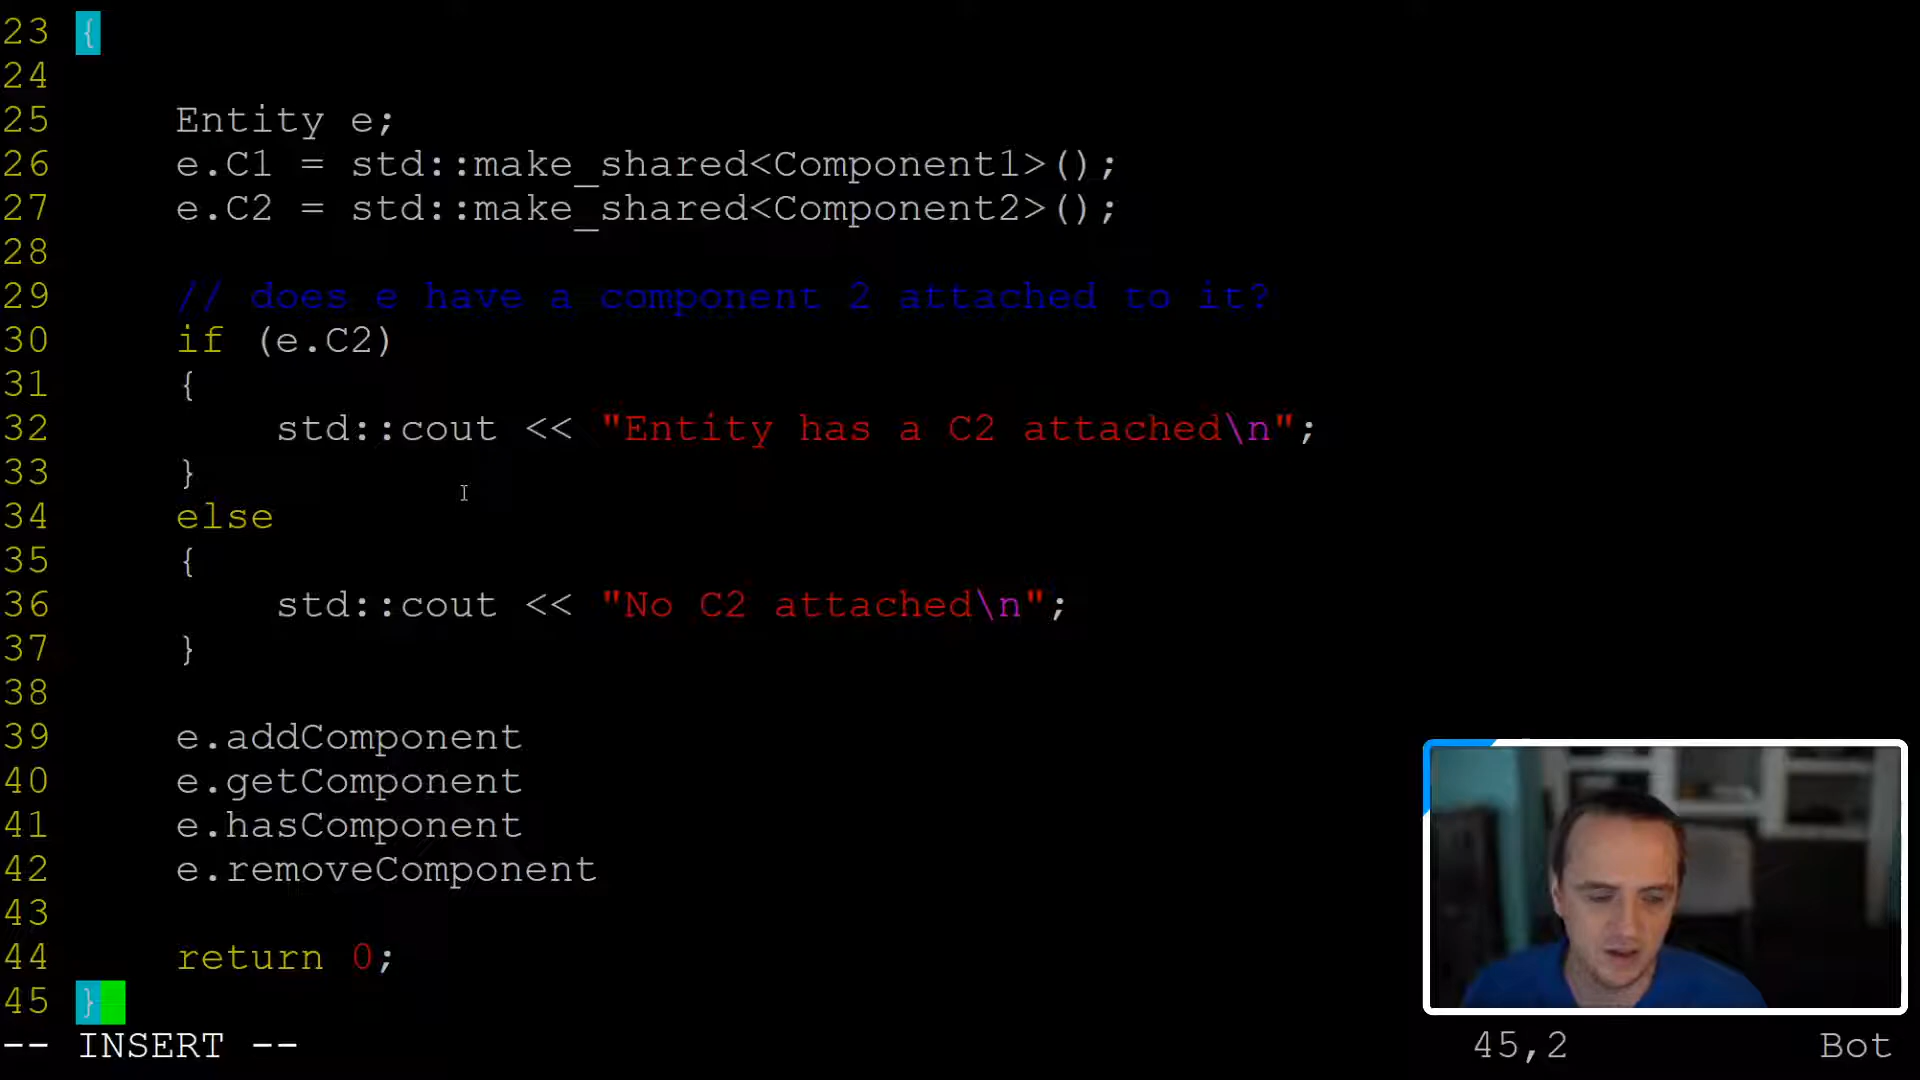 23 {
24
25 Entity e;
26 e.C1 = std::make_shared<Component1>();
27 e.C2 = std::make_shared<Component2>();
28
29 // does e have a component 2 attached to it?
30 if (e.C2)
31 {
32 std::cout << "Entity has a C2 attached\n";
33 }
34 else
35 {
36 std::cout << "No C2 attached\n";
37 }
38
39 e.addComponent
40 e.getComponent
41 e.hasComponent
42 e.removeComponent
43
44 return 0;
45 }
-- INSERT -- 45,2 Bot